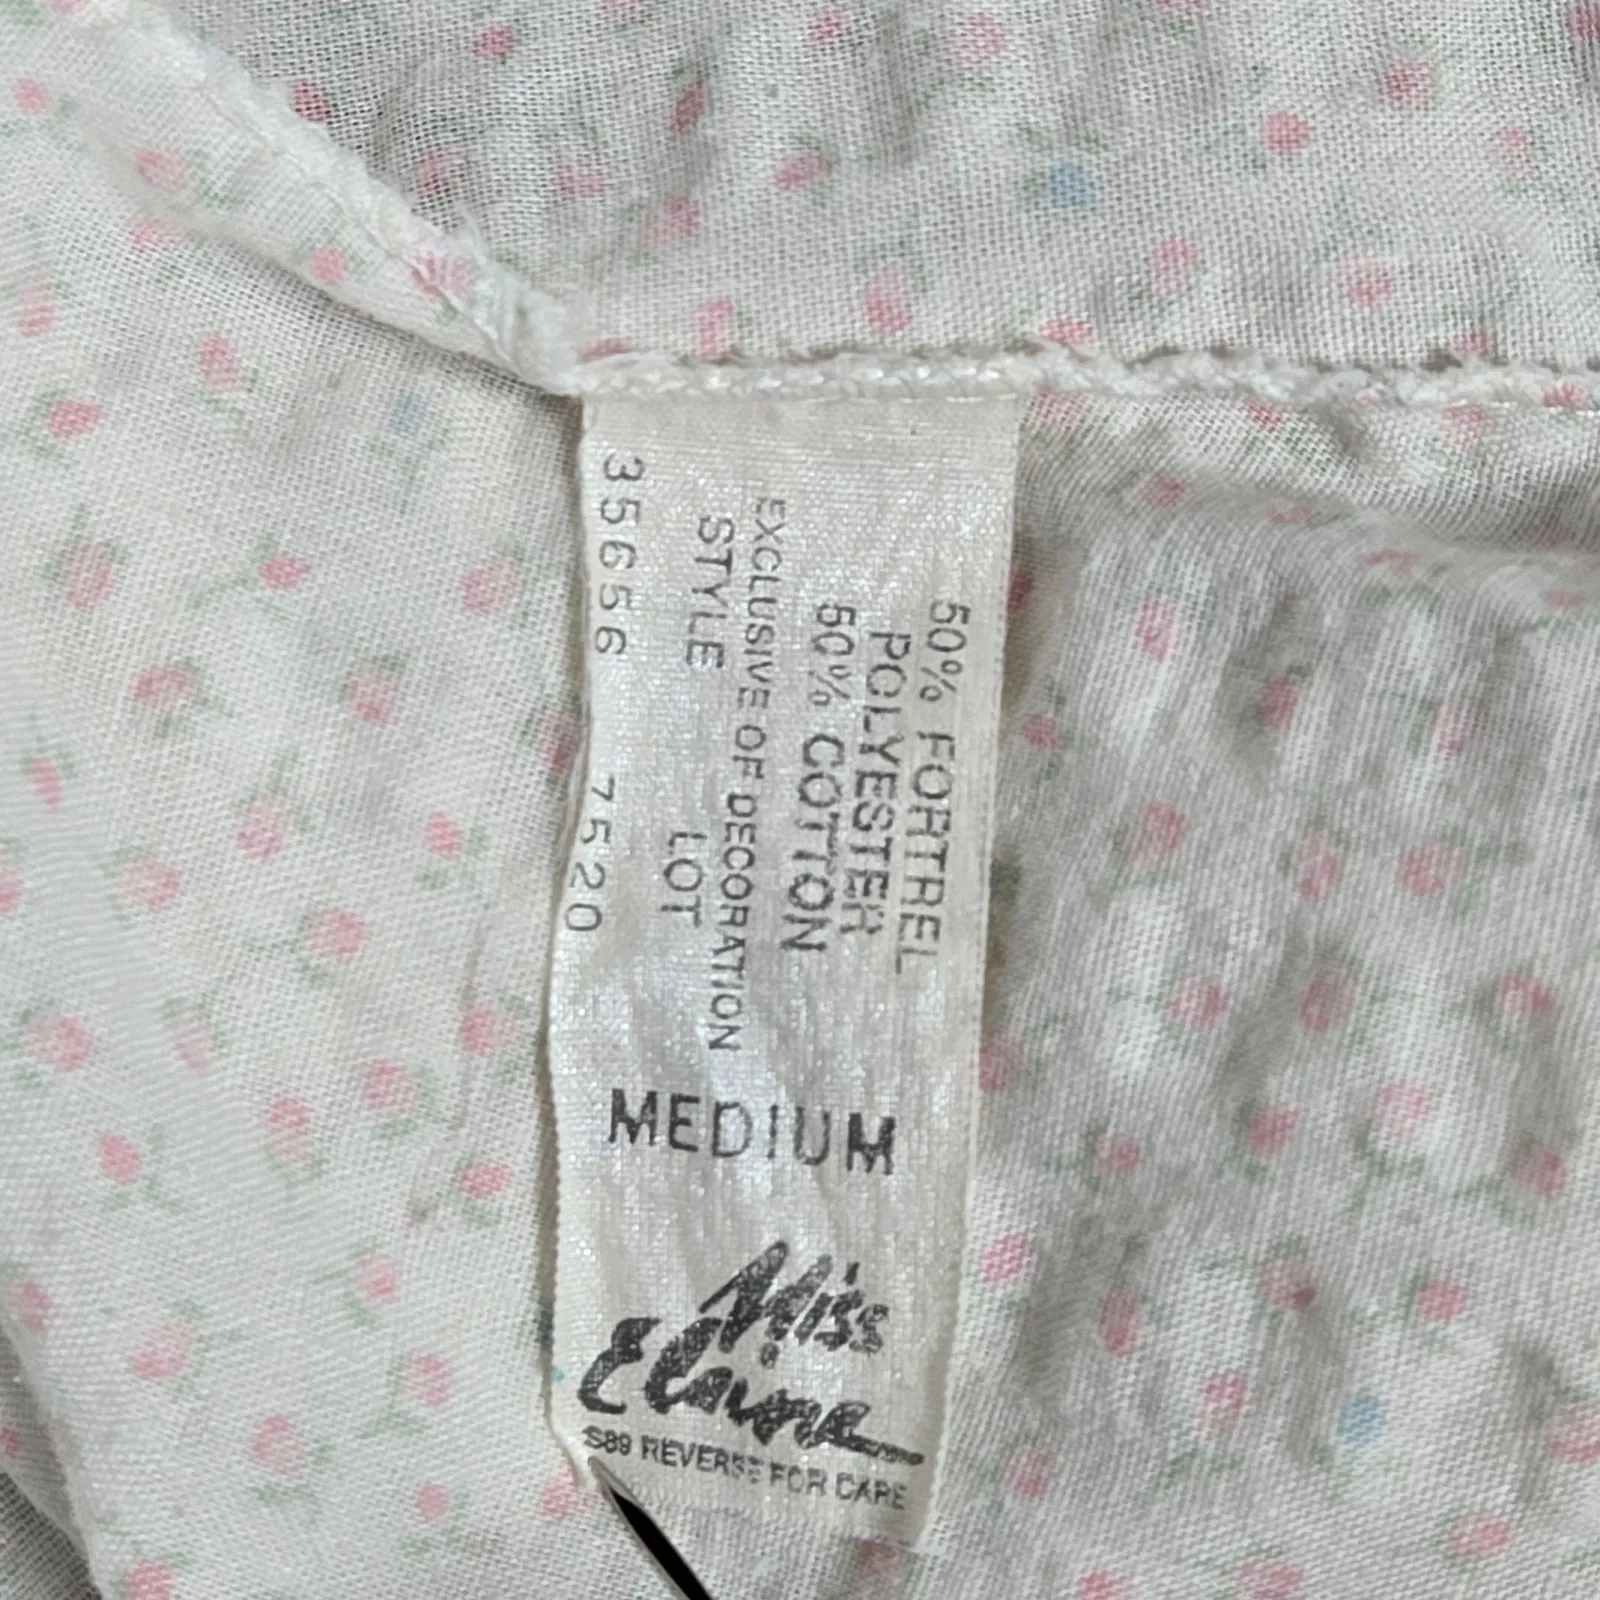 50% FORTREL
POLYESTER
50% COTTON
EXCLUSIVE OF DECORATION
STYLE LOT
35656 7520
MEDIUM
Miss
Elaine
S89 REVERSE FOR CARE